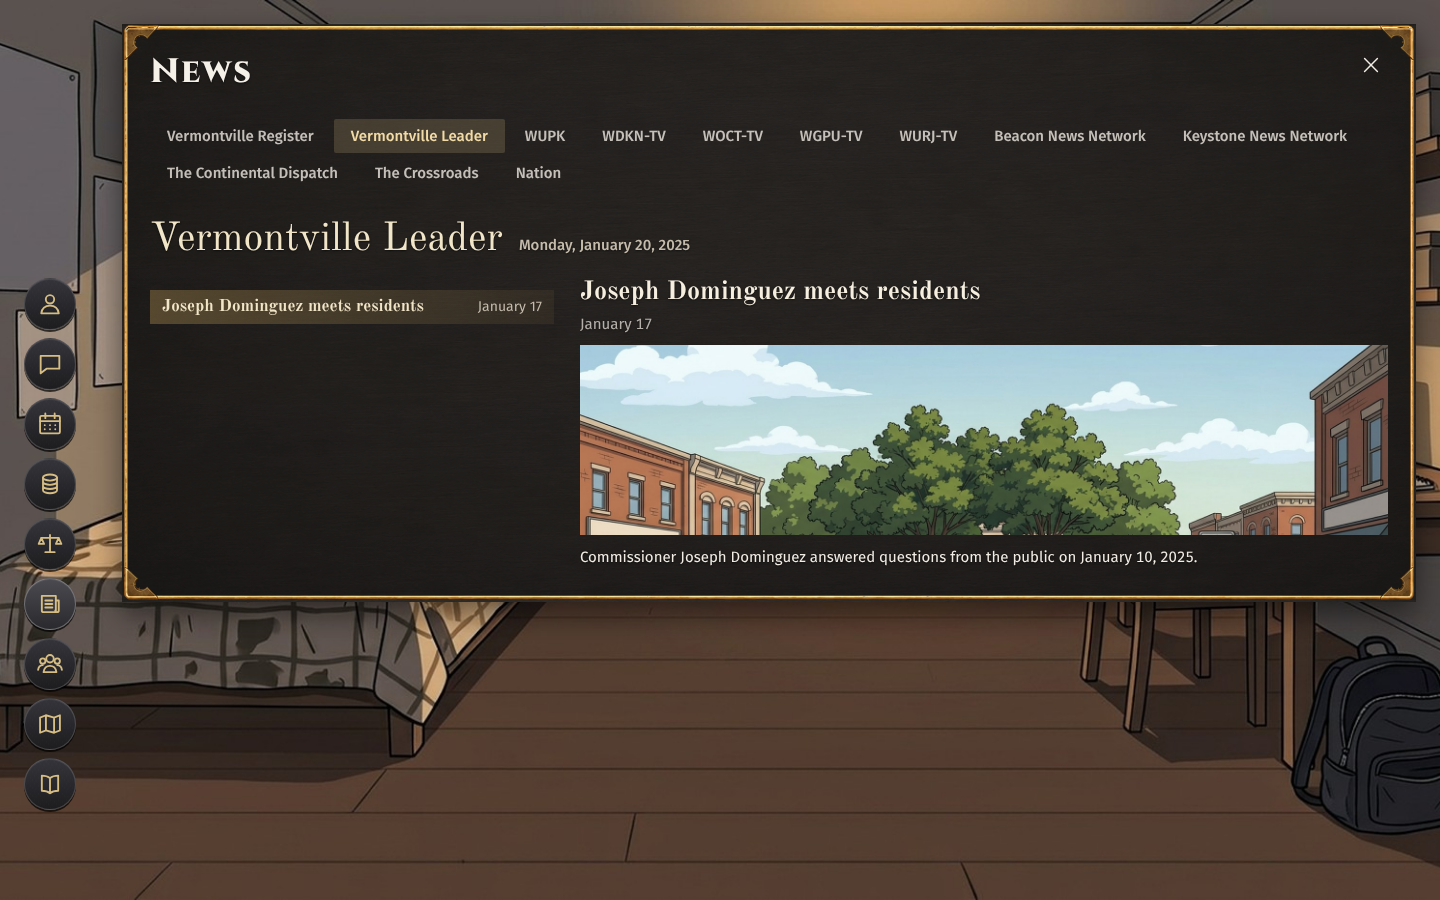 News
Vermontville Register Vermontville Leader WUPK WDKN-TV WOCT-TV WGPU-TV WURJ-TV Beacon News Network Keystone News Network
The Continental Dispatch The Crossroads Nation
Vermontville Leader Monday, January 20, 2025
Joseph Dominguez meets residents January 17
Joseph Dominguez meets residents
January 17
Commissioner Joseph Dominguez answered questions from the public on January 10, 2025.